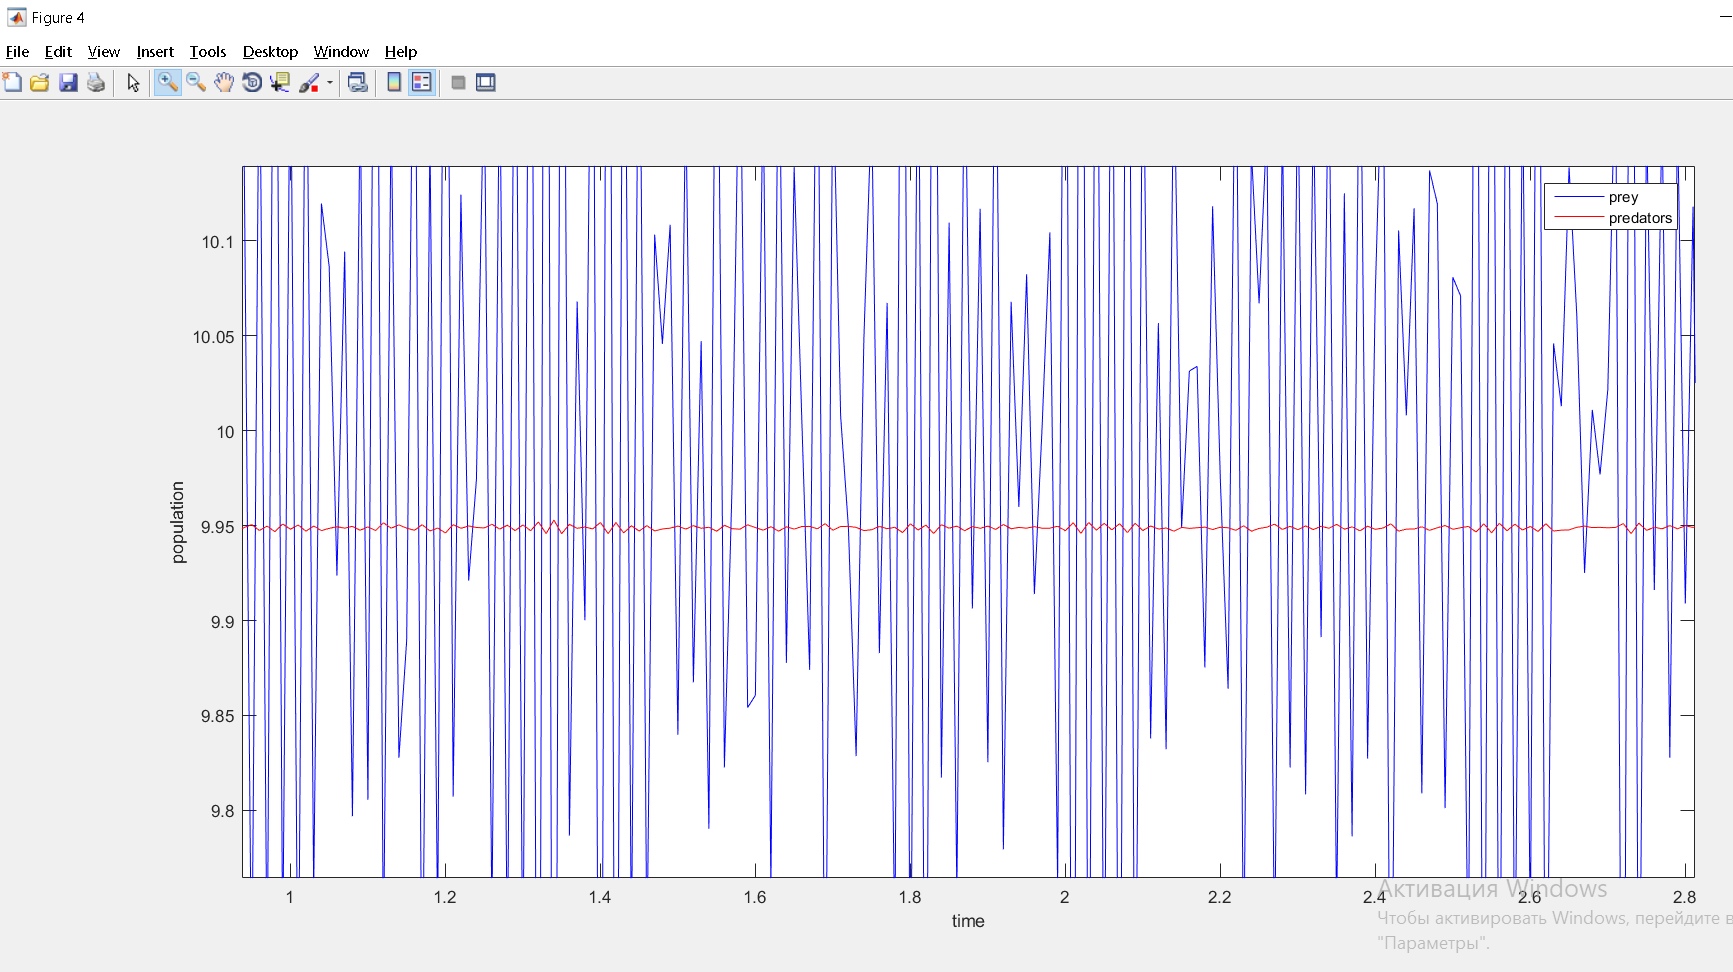 Figure 4
File Edit View Insert Tools Desktop Window Help
prey
predators
10.1
10.05
10
9.95
9.9
9.85
9.8
population
1 1.2 1.4 1.6 1.8 2 2.2 2.4 2.6 2.8
time
Активация Windows
Чтобы активировать Windows, перейдите в
"Параметры".